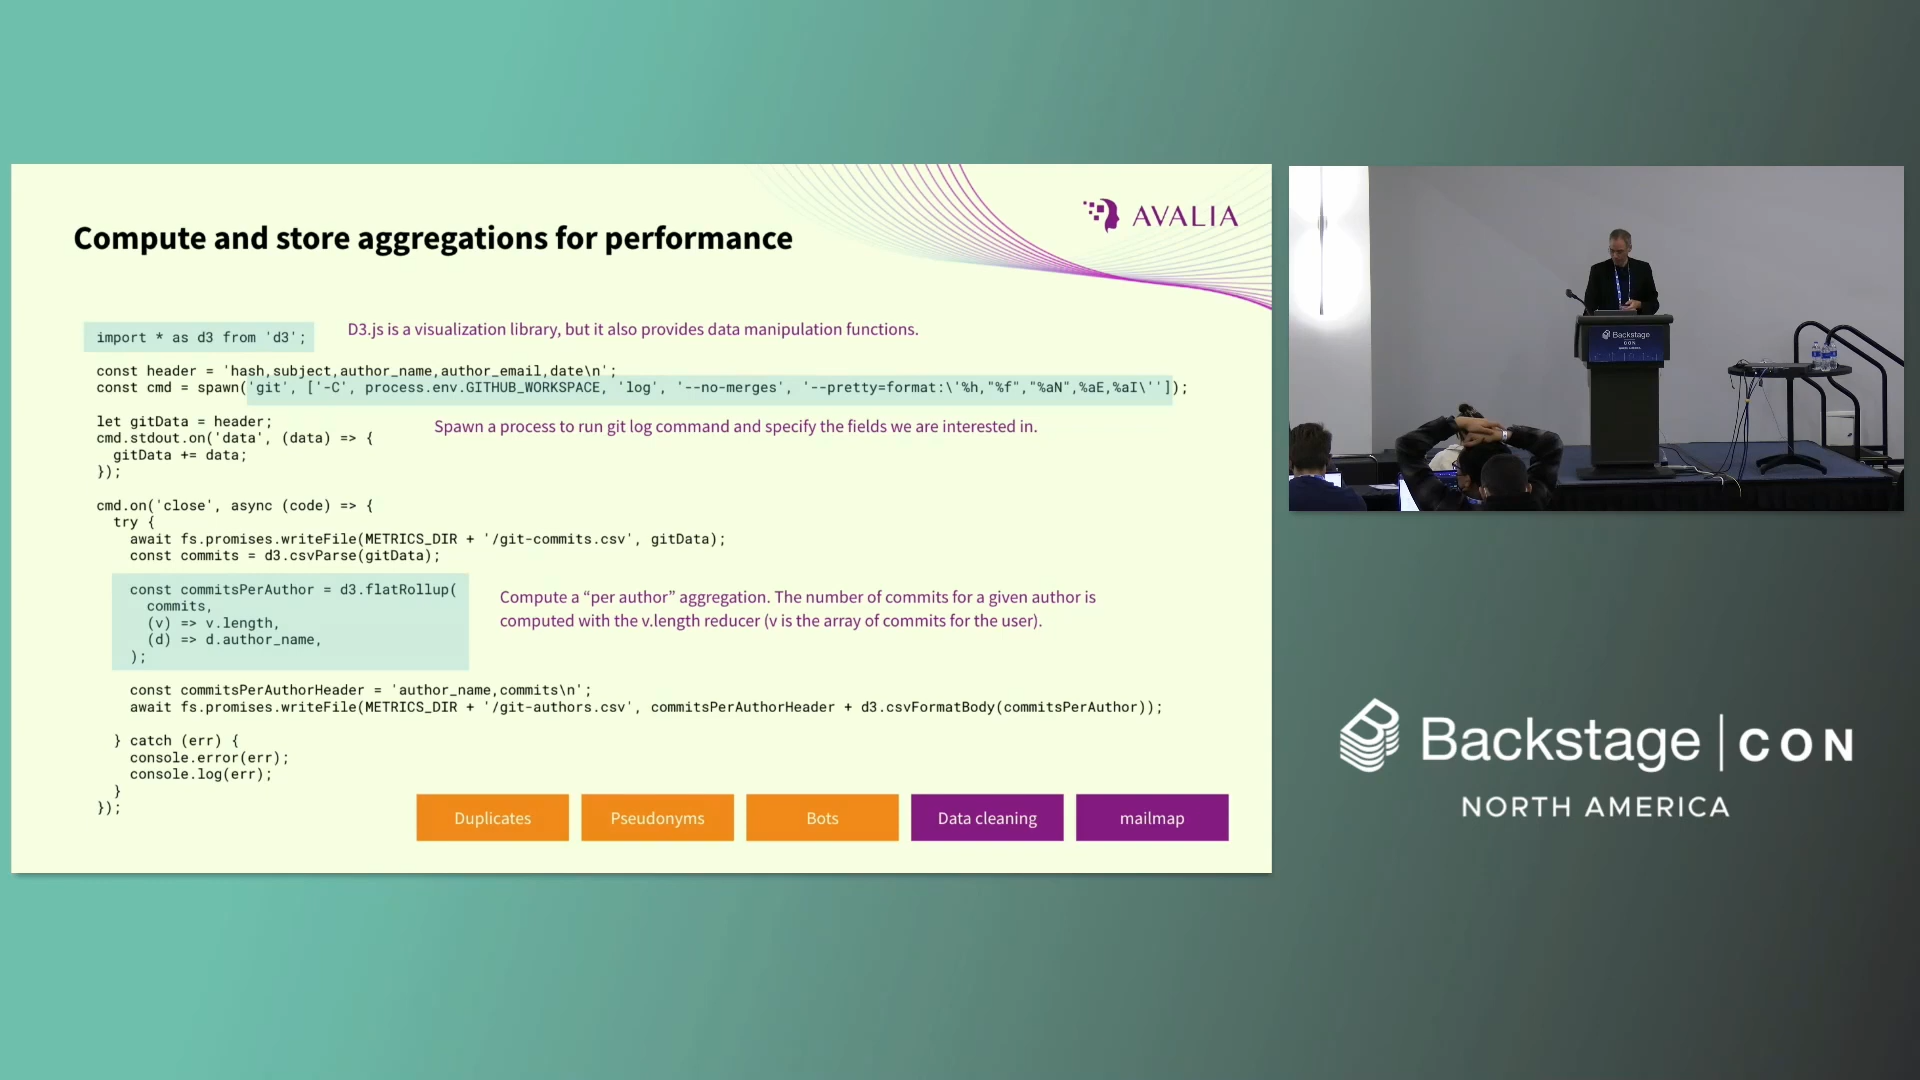 AVALIA
Compute and store aggregations for performance
import * as d3 from 'd3';
D3.js is a visualization library, but it also provides data manipulation functions.
const header = 'hash,subject,author_name,author_email,date\n';
const cmd = spawn('git', ['-C', process.env.GITHUB_WORKSPACE, 'log', '--no-merges', '--pretty=format:\'%h,"%f","%aN",%aE,%aI\'']);
let gitData = header;
cmd.stdout.on('data', (data) => {
gitData += data;
});
Spawn a process to run git log command and specify the fields we are interested in.
cmd.on('close', async (code) => {
try {
await fs.promises.writeFile(METRICS_DIR + '/git-commits.csv', gitData);
const commits = d3.csvParse(gitData);
const commitsPerAuthor = d3.flatRollup(
commits,
(v) => v.length,
(d) => d.author_name,
);
Compute a “per author” aggregation. The number of commits for a given author is
computed with the v.length reducer (v is the array of commits for the user).
const commitsPerAuthorHeader = 'author_name,commits\n';
await fs.promises.writeFile(METRICS_DIR + '/git-authors.csv', commitsPerAuthorHeader + d3.csvFormatBody(commitsPerAuthor));
} catch (err) {
console.error(err);
console.log(err);
}
});
Duplicates
Pseudonyms
Bots
Data cleaning
mailmap
Backstage
CON
Backstage | CON
NORTH AMERICA